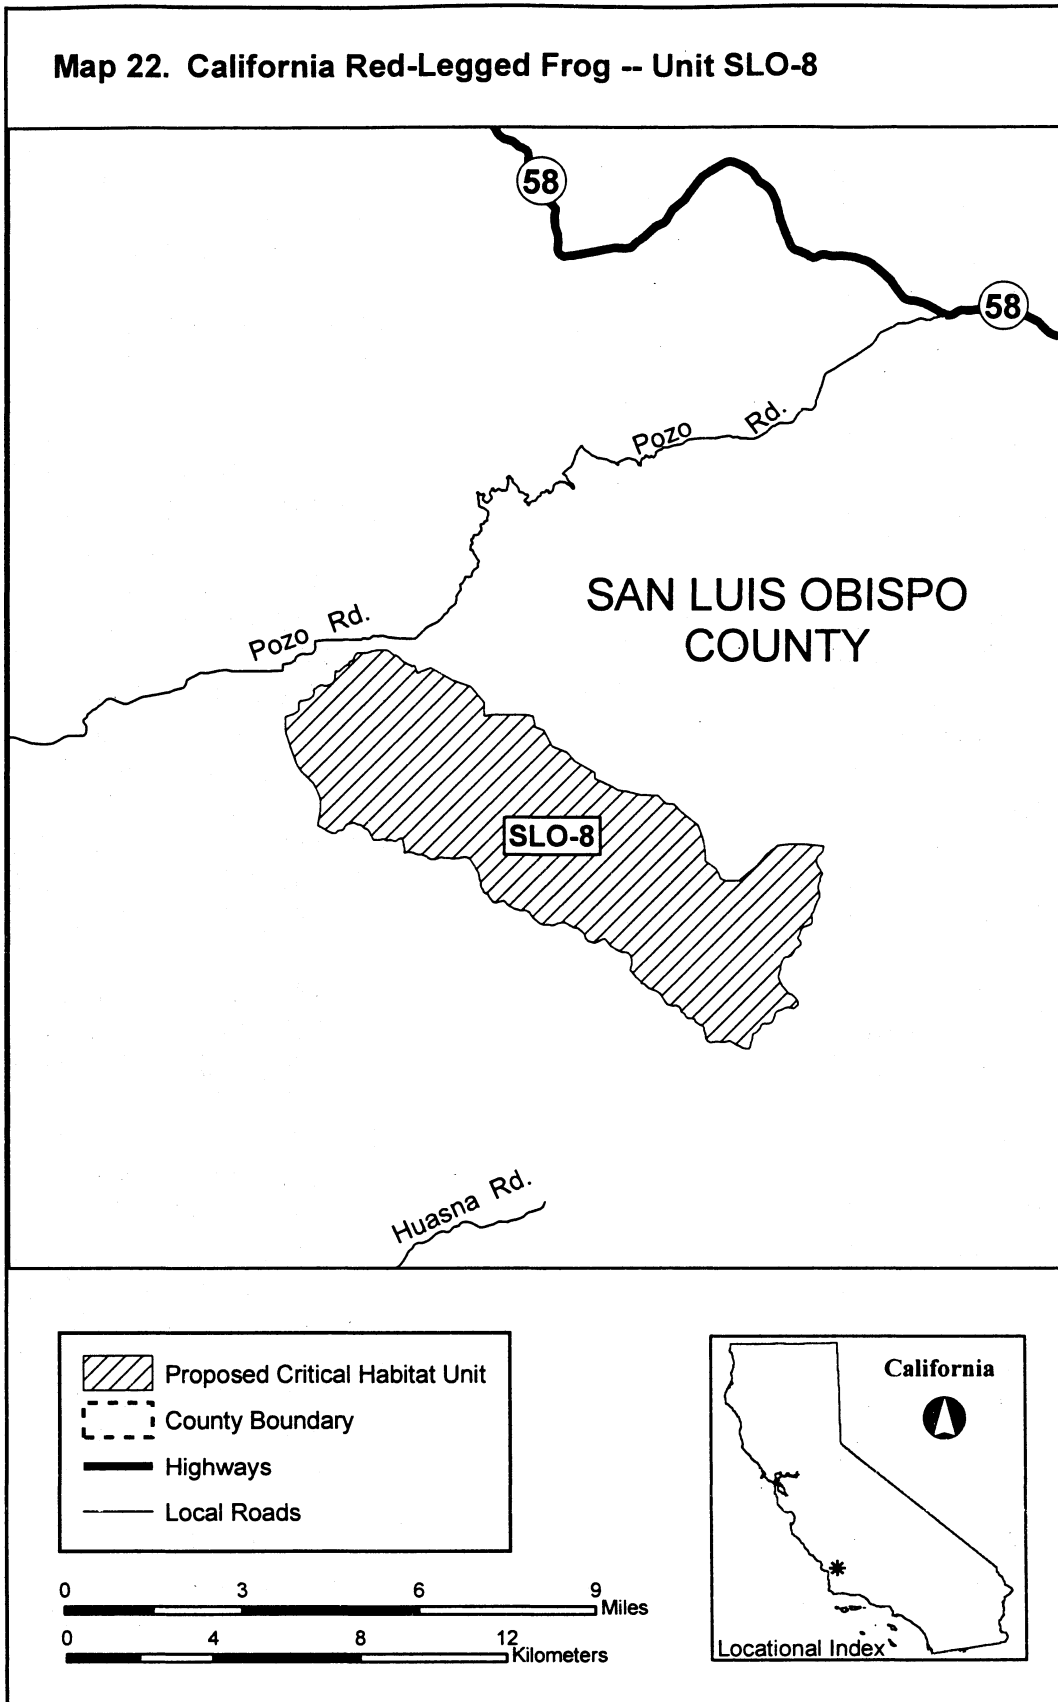 Map 22.  California Red-Legged Frog -- Unit SLO-8
58
58
Pozo Rd.
SAN LUIS OBISPO
COUNTY
Pozo Rd.
SLO-8
Huasna Rd.
Proposed Critical Habitat Unit
County Boundary
Highways
Local Roads
0 3 6 9 Miles
0 4 8 12 Kilometers
California
Locational Index